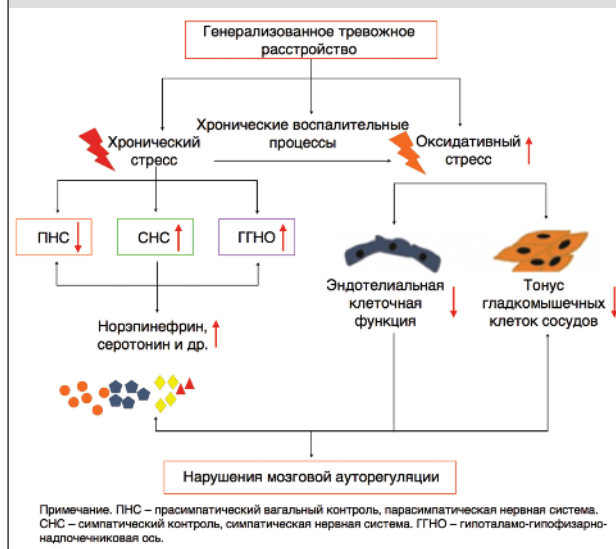 Генерализованное тревожное
расстройство
Хронический
стресс
Хронические воспалительные
процессы
Оксидативный
стресс
ПНС
СНС
ГГНО
Норэпинефрин,
серотонин и др.
Эндотелиальная
клеточная
функция
Тонус
гладкомышечных
клеток сосудов
Нарушения мозговой ауторегуляции
Примечание. ПНС – прасимпатический вагальный контроль, парасимпатическая нервная система.
СНС – симпатический контроль, симпатическая нервная система. ГГНО – гипоталамо-гипофизарно-
надпочечниковая ось.